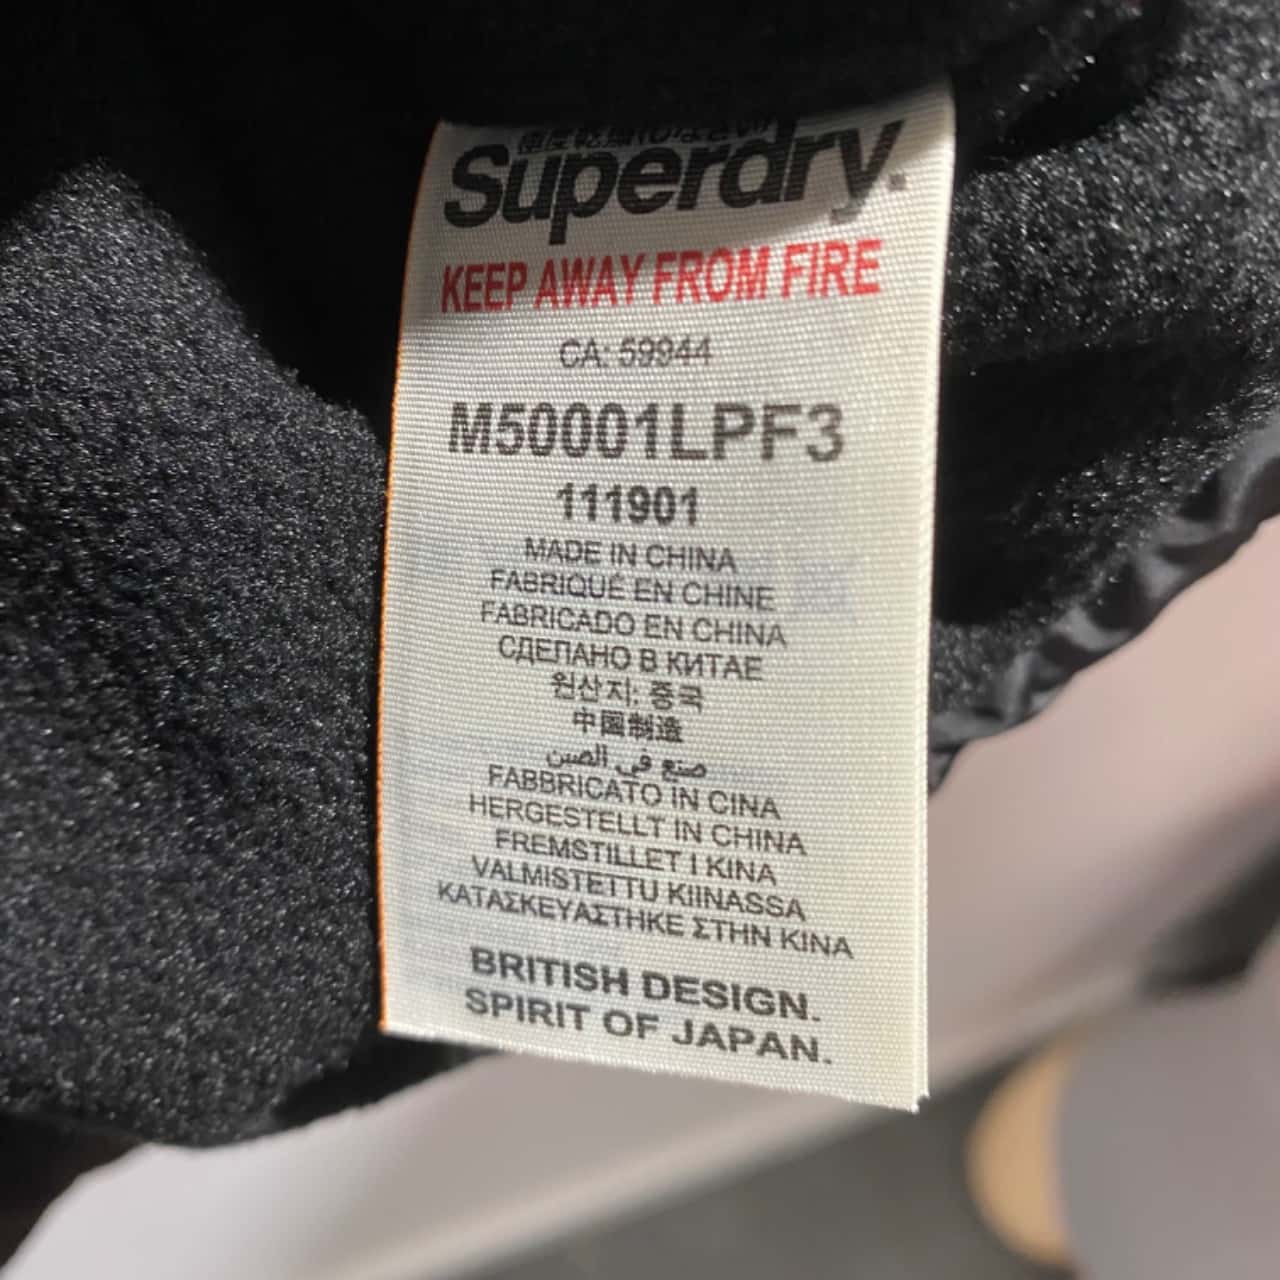 Superdry.
KEEP AWAY FROM FIRE
CA: 59944
M50001LPF3
111901
MADE IN CHINA
FABRIQUÉ EN CHINE
FABRICADO EN CHINA
СДЕЛАНО В КИТАЕ
원산지: 중국
中国制造
صنع في الصين
FABBRICATO IN CINA
HERGESTELLT IN CHINA
FREMSTILLET I KINA
VALMISTETTU KIINASSA
ΚΑΤΑΣΚΕΥΑΣΤΗΚΕ ΣΤΗΝ ΚΙΝΑ
BRITISH DESIGN.
SPIRIT OF JAPAN.